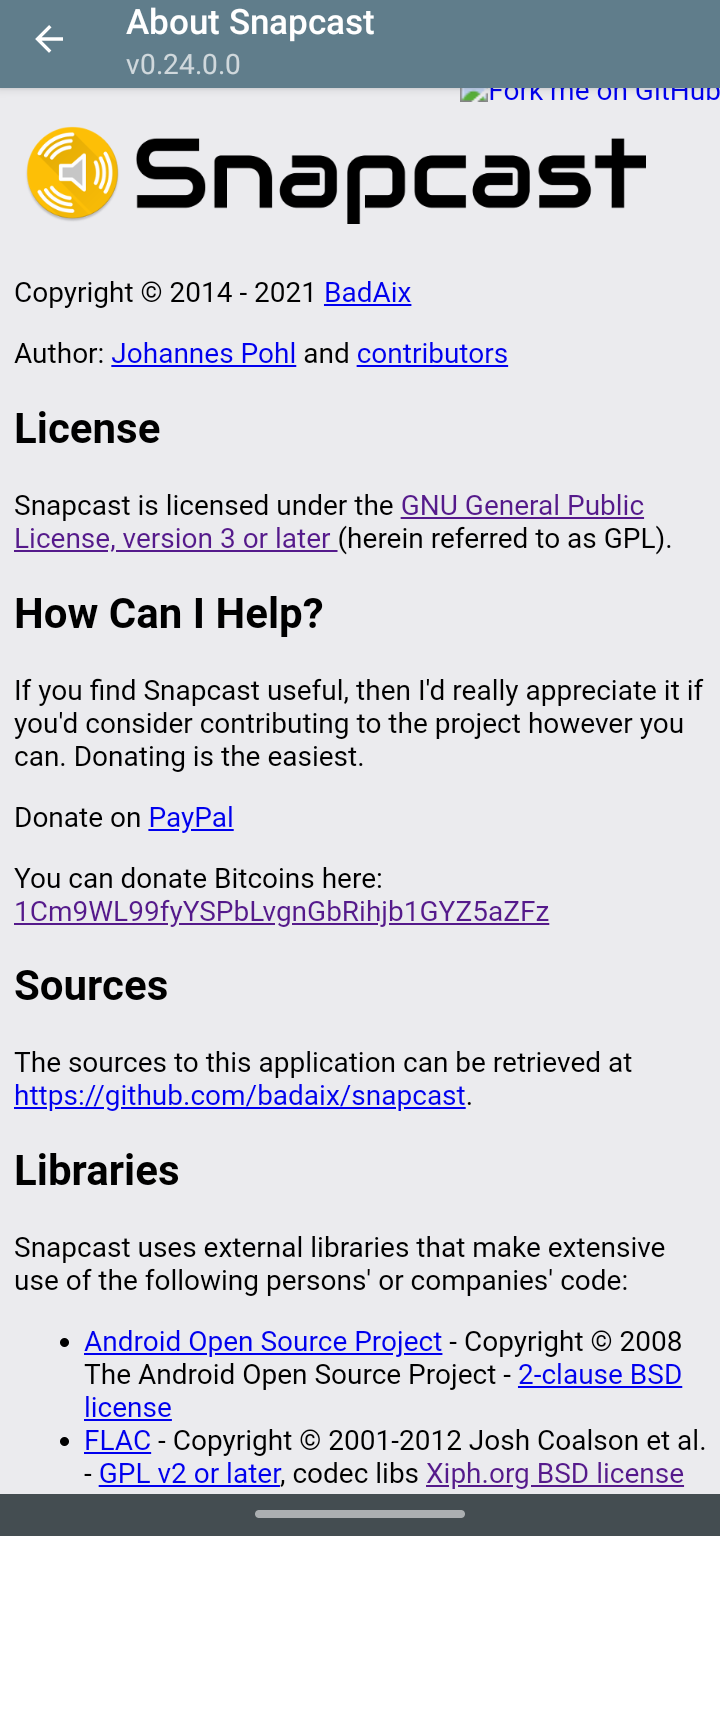 About Snapcast
v0.24.0.0
Fork me on GitHub
Snapcast
Copyright © 2014 - 2021 BadAix
Author: Johannes Pohl and contributors
License
Snapcast is licensed under the GNU General Public
License, version 3 or later (herein referred to as GPL).
How Can I Help?
If you find Snapcast useful, then I'd really appreciate it if
you'd consider contributing to the project however you
can. Donating is the easiest.
Donate on PayPal
You can donate Bitcoins here:
1Cm9WL99fyYSPbLvgnGbRihjb1GYZ5aZFz
Sources
The sources to this application can be retrieved at
https://github.com/badaix/snapcast.
Libraries
Snapcast uses external libraries that make extensive
use of the following persons' or companies' code:
• Android Open Source Project - Copyright © 2008
The Android Open Source Project - 2-clause BSD
license
• FLAC - Copyright © 2001-2012 Josh Coalson et al.
- GPL v2 or later, codec libs Xiph.org BSD license